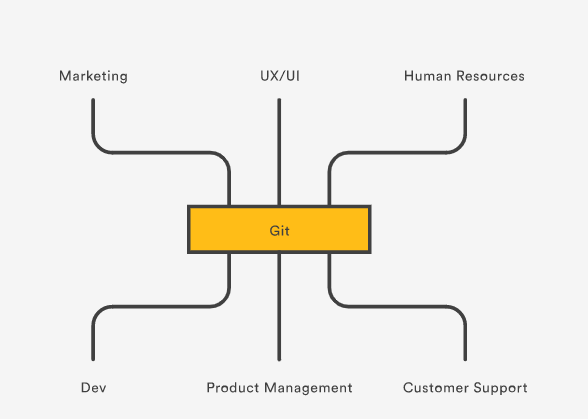 Marketing
UX/UI
Human Resources
Git
Dev
Product Management
Customer Support